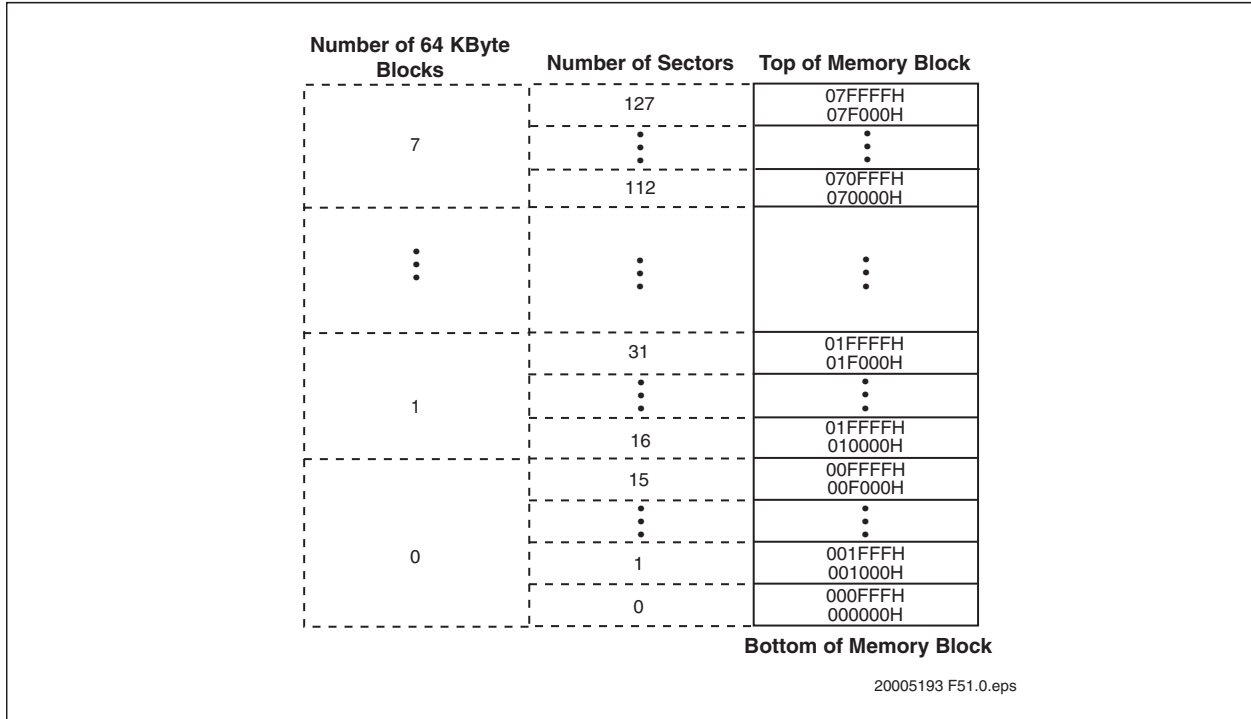 Number of 64 KByte
Blocks
Number of Sectors
Top of Memory Block
7
127
07FFFFH
07F000H
112
070FFFH
070000H
1
31
01FFFFH
01F000H
16
01FFFFH
010000H
0
15
00FFFFH
00F000H
1
001FFFH
001000H
0
000FFFH
000000H
Bottom of Memory Block
20005193 F51.0.eps